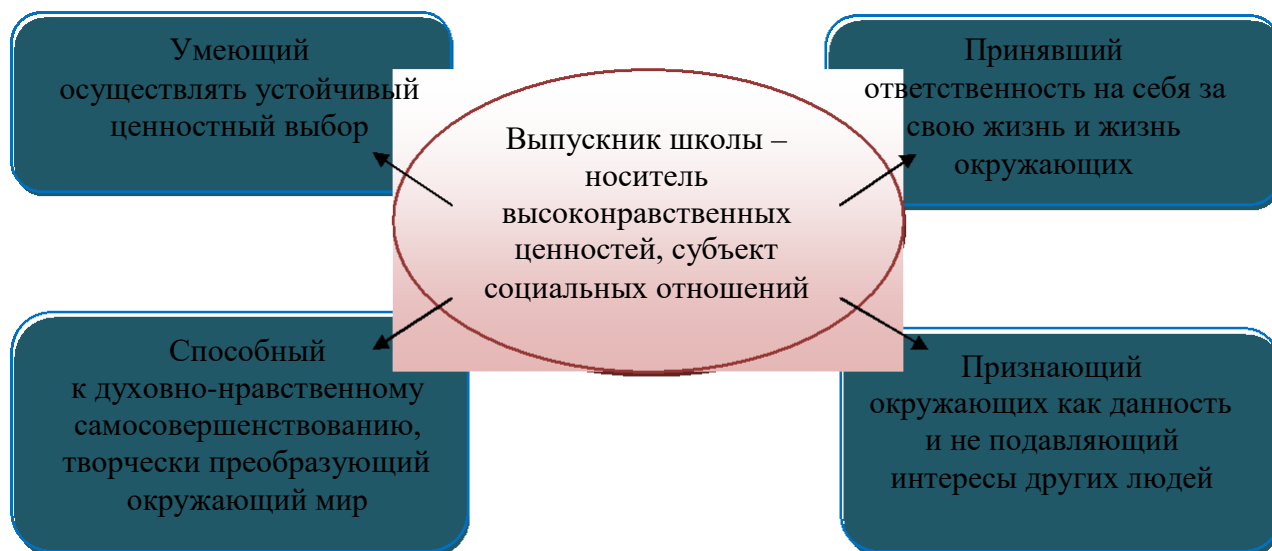 Умеющий
осуществлять устойчивый
ценностный выбор
Принявший
ответственность на себя за
свою жизнь и жизнь
окружающих
Выпускник школы –
носитель
высоконравственных
ценностей, субъект
социальных отношений
Способный
к духовно-нравственному
самосовершенствованию,
творчески преобразующий
окружающий мир
Признающий
окружающих как данность
и не подавляющий
интересы других людей